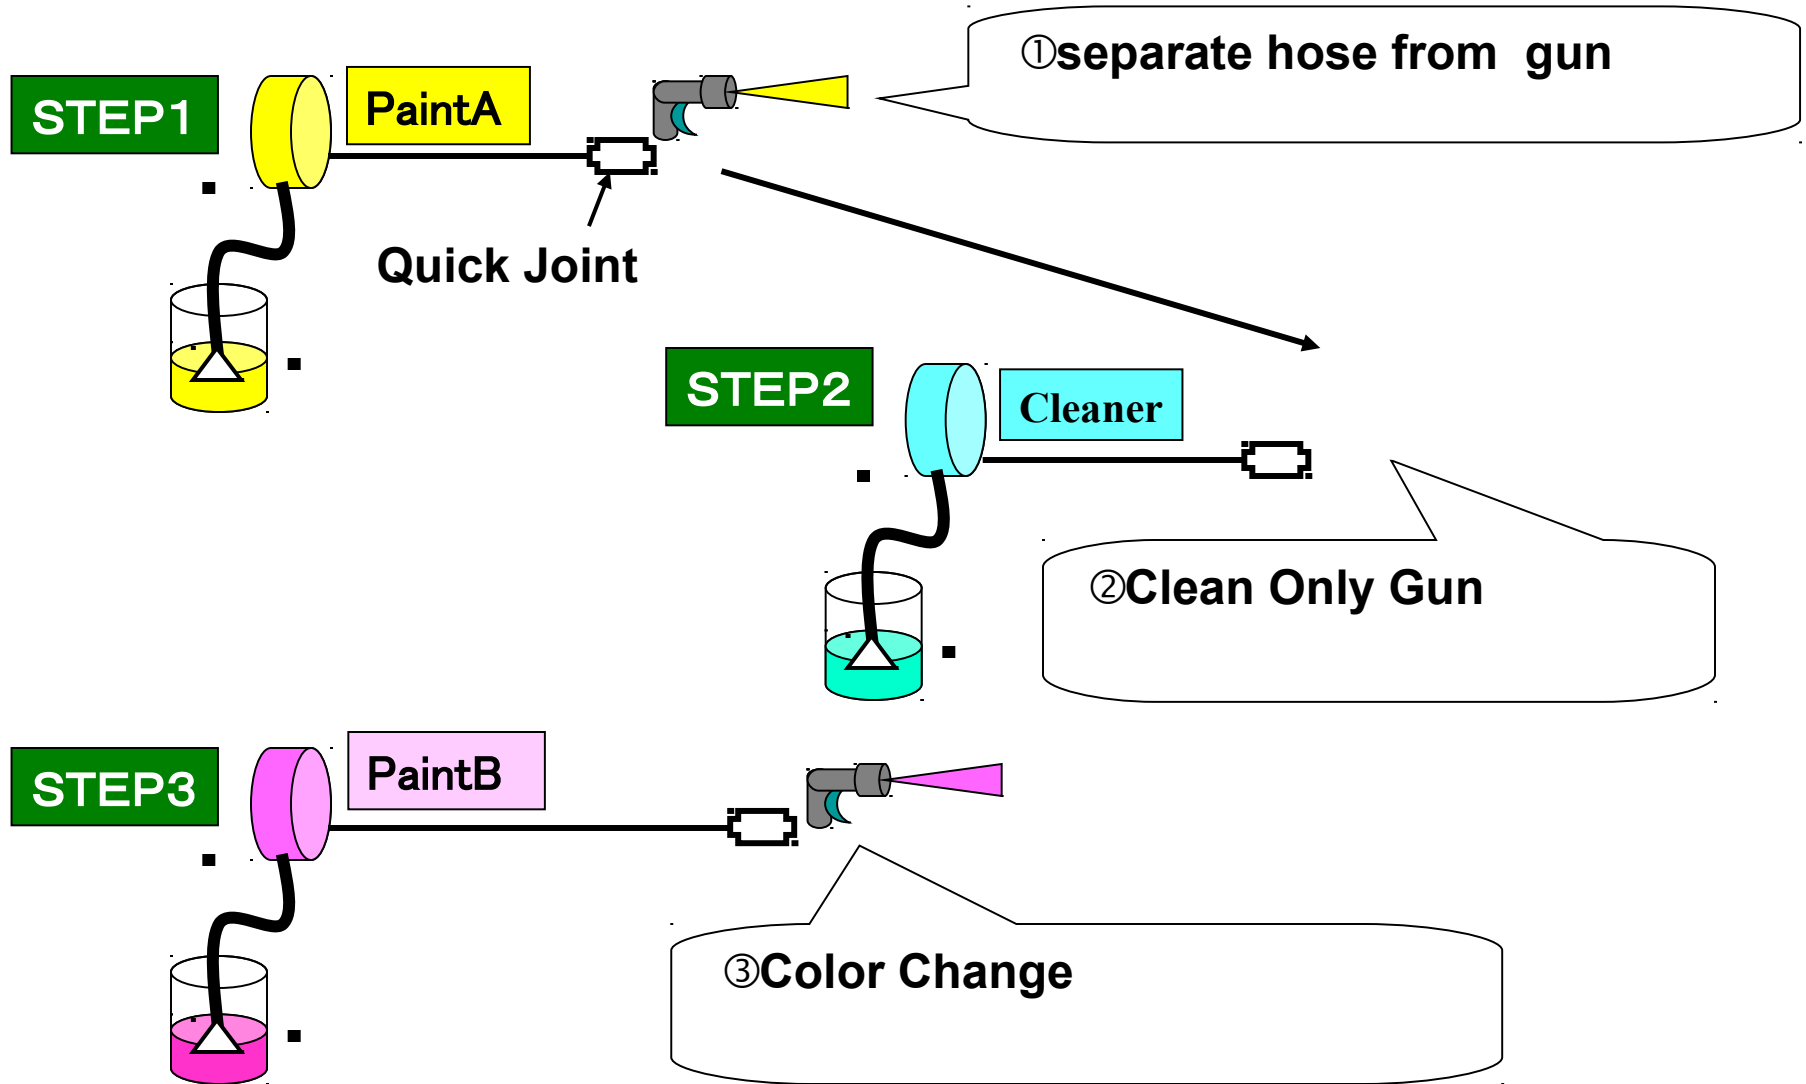 ①separate hose from  gun
STEP1
PaintA
Quick Joint
STEP2
Cleaner
②Clean Only Gun
STEP3
PaintB
③Color Change